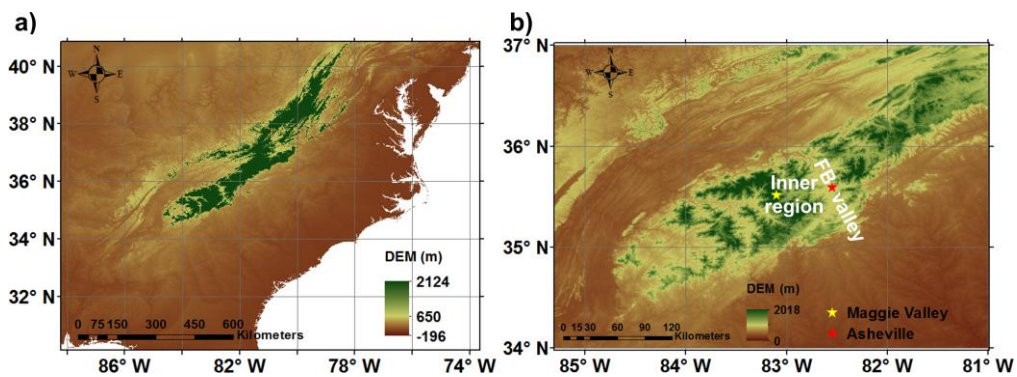 a)
40° N
38° N
36° N
34° N
32° N
86° W
82° W
78° W
74° W
N
W E
S
DEM (m)
2124
650
-196
0 75 150 300 450 600
Kilometers
b)
37° N
36° N
35° N
34° N
85° W
84° W
83° W
82° W
81° W
N
W E
S
Inner
region
FB valley
DEM (m)
2018
0
Maggie Valley
Asheville
0 15 30 60 90 120
Kilometers